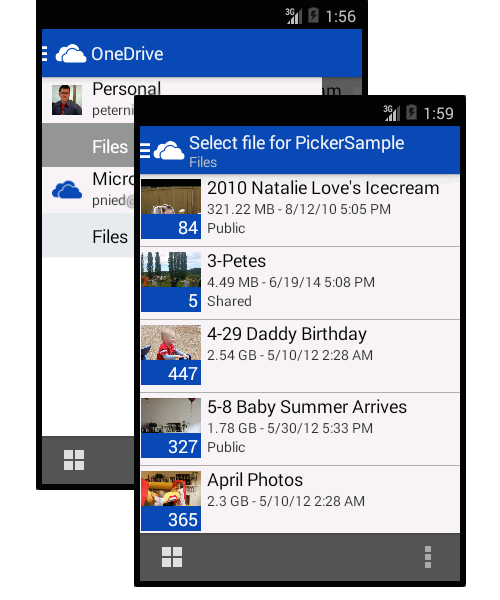 3G
1:56
OneDrive
Personal
peterni
Files
Micro
pnied@
Files
3G
1:59
Select file for PickerSample
Files
2010 Natalie Love's Icecream
321.22 MB - 8/12/10 5:05 PM
84
Public
3-Petes
4.49 MB - 6/19/14 5:08 PM
5
Shared
4-29 Daddy Birthday
2.54 GB - 5/10/12 2:28 AM
447
5-8 Baby Summer Arrives
1.78 GB - 5/30/12 5:33 PM
327
Public
April Photos
2.3 GB - 5/10/12 2:28 AM
365